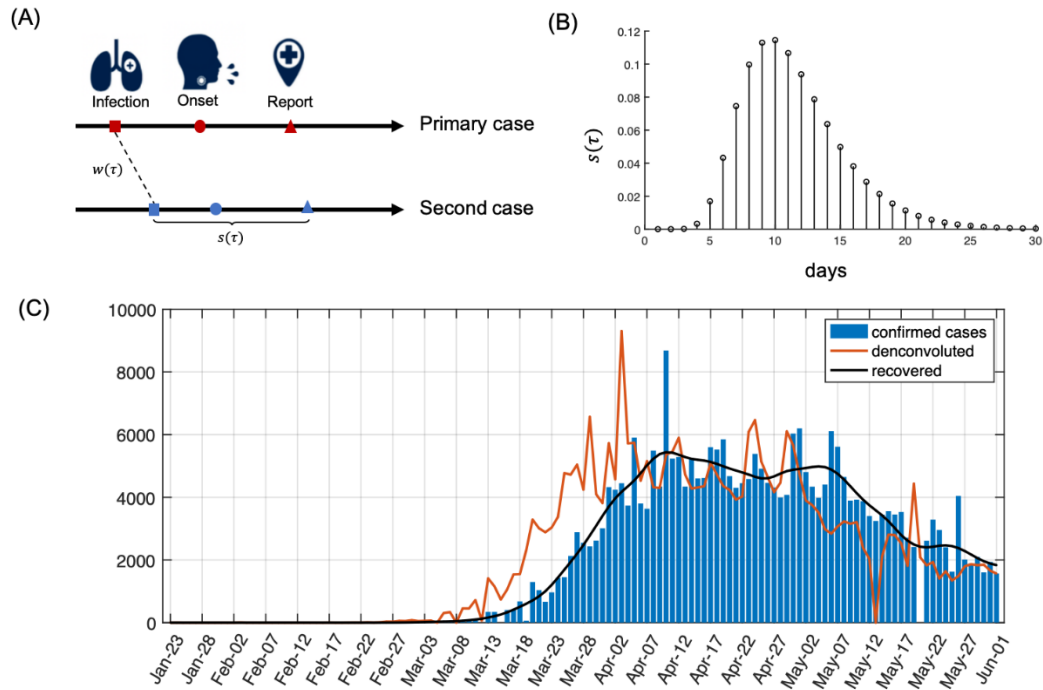 (A)
Infection
Onset
Report
Primary case
w(τ)
Second case
s(τ)
(B)
0.12
0.1
0.08
0.06
0.04
0.02
0
s(τ)
0 5 10 15 20 25 30
days
(C)
10000
8000
6000
4000
2000
0
confirmed cases
denconvoluted
recovered
Jan-23
Jan-28
Feb-02
Feb-07
Feb-12
Feb-17
Feb-22
Feb-27
Mar-03
Mar-08
Mar-13
Mar-18
Mar-23
Mar-28
Apr-02
Apr-07
Apr-12
Apr-17
Apr-22
Apr-27
May-02
May-07
May-12
May-17
May-22
May-27
Jun-01